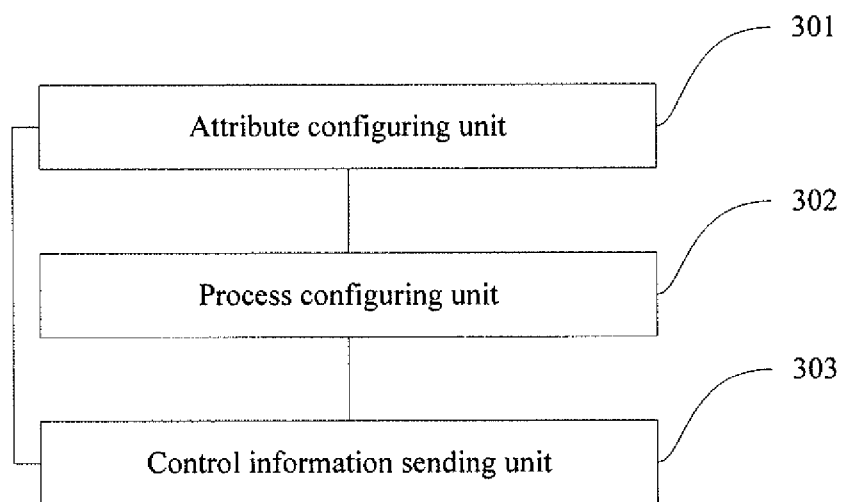 301
Attribute configuring unit
302
Process configuring unit
303
Control information sending unit